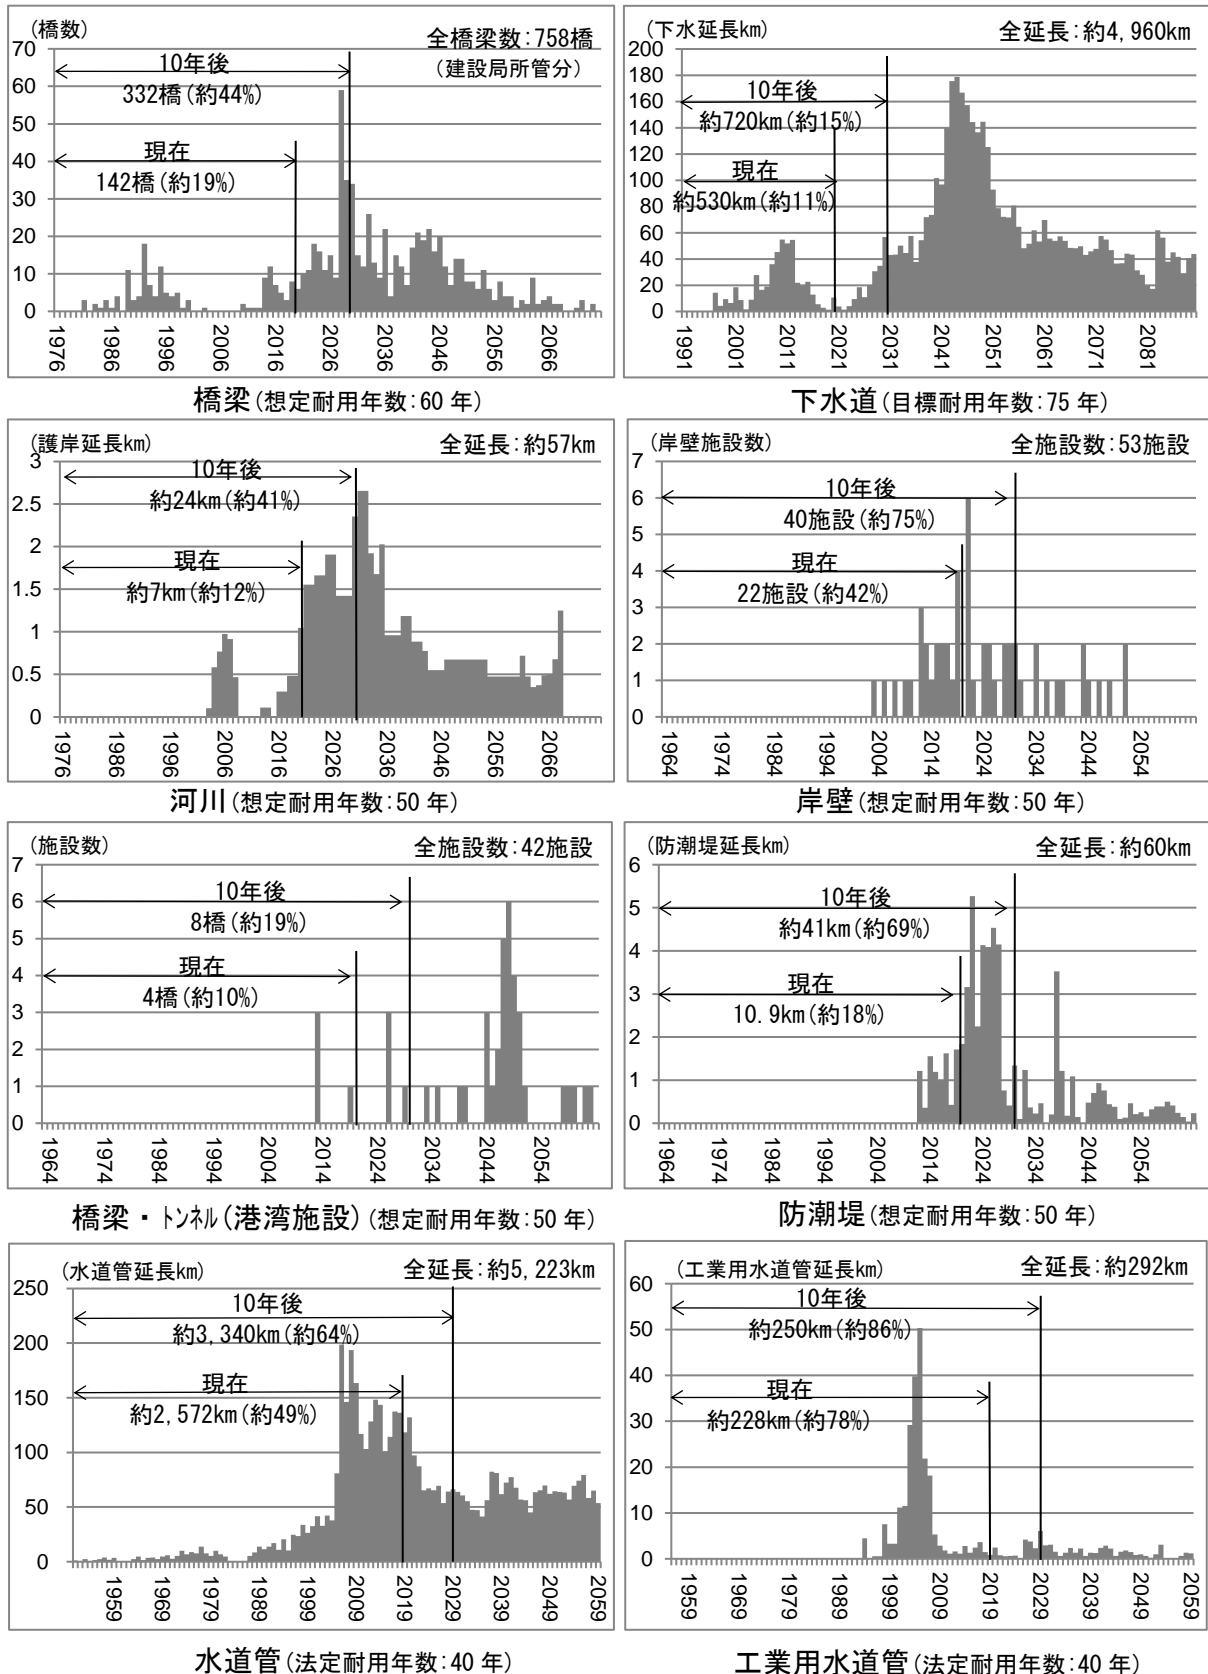 (橋数)
全橋梁数:758橋
(建設局所管分)
70
60
50
40
30
20
10
0
10年後
332橋(約44%)
現在
142橋(約19%)
1976
1986
1996
2006
2016
2026
2036
2046
2056
2066
橋梁(想定耐用年数:60 年)
(下水延長km)
全延長:約4,960km
200
180
160
140
120
100
80
60
40
20
0
10年後
約720km(約15%)
現在
約530km(約11%)
1991
2001
2011
2021
2031
2041
2051
2061
2071
2081
下水道(目標耐用年数:75 年)
(護岸延長km)
全延長:約57km
3
2.5
2
1.5
1
0.5
0
10年後
約24km(約41%)
現在
約7km(約12%)
1976
1986
1996
2006
2016
2026
2036
2046
2056
2066
河川(想定耐用年数:50 年)
(岸壁施設数)
全施設数:53施設
7
6
5
4
3
2
1
0
10年後
40施設(約75%)
現在
22施設(約42%)
1964
1974
1984
1994
2004
2014
2024
2034
2044
2054
岸壁(想定耐用年数:50 年)
(施設数)
全施設数:42施設
7
6
5
4
3
2
1
0
10年後
8橋(約19%)
現在
4橋(約10%)
1964
1974
1984
1994
2004
2014
2024
2034
2044
2054
橋梁・トンネル(港湾施設)(想定耐用年数:50 年)
(防潮堤延長km)
全延長:約60km
6
5
4
3
2
1
0
10年後
約41km(約69%)
現在
10.9km(約18%)
1964
1974
1984
1994
2004
2014
2024
2034
2044
2054
防潮堤(想定耐用年数:50 年)
(水道管延長km)
全延長:約5,223km
250
200
150
100
50
0
10年後
約3,340km(約64%)
現在
約2,572km(約49%)
1959
1969
1979
1989
1999
2009
2019
2029
2039
2049
2059
水道管(法定耐用年数:40 年)
(工業用水道管延長km)
全延長:約292km
60
50
40
30
20
10
0
10年後
約250km(約86%)
現在
約228km(約78%)
1959
1969
1979
1989
1999
2009
2019
2029
2039
2049
2059
工業用水道管(法定耐用年数:40 年)